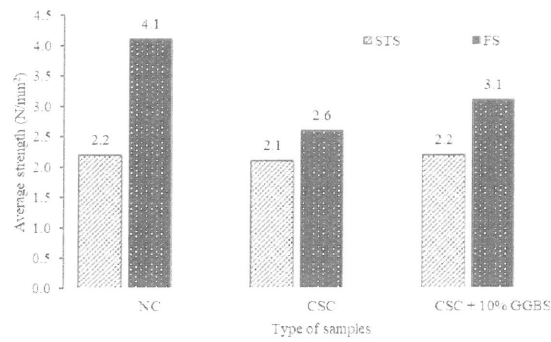 4.5
4.0
3.5
3.0
2.5
2.0
1.5
1.0
0.5
0.0
Average strength (N/mm²)
STS
FS
2.2
4.1
2.1
2.6
2.2
3.1
NC
CSC
CSC + 10% GGBS
Type of samples